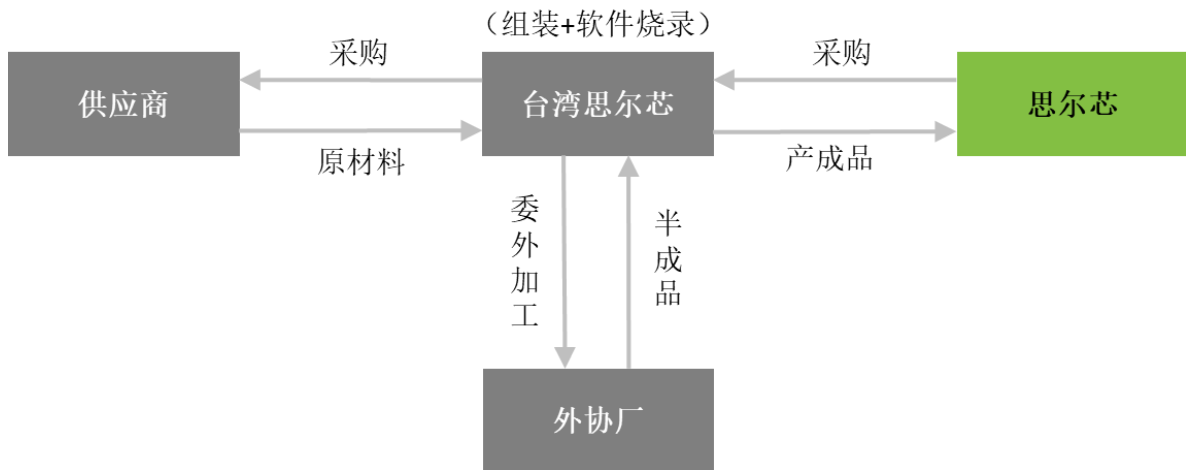 （组装+软件烧录）
采购
采购
供应商
台湾思尔芯
思尔芯
原材料
产成品
委外加工
半成品
外协厂